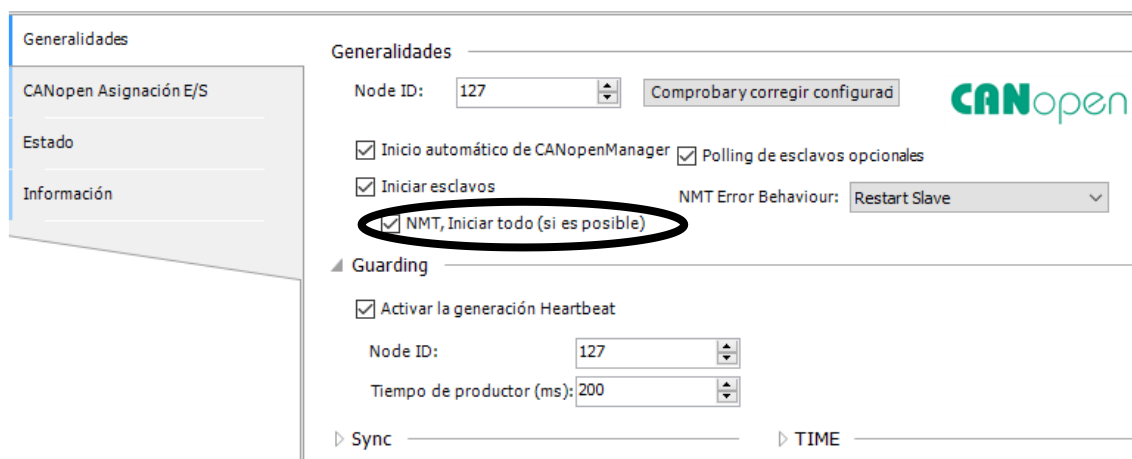 Generalidades
CANopen Asignación E/S
Estado
Información
Generalidades
Node ID: 127 Comprobar y corregir configuraci
CANopen
Inicio automático de CANopenManager Polling de esclavos opcionales
Iniciar esclavos NMT Error Behaviour: Restart Slave
NMT, Iniciar todo (si es posible)
Guarding
Activar la generación Heartbeat
Node ID: 127
Tiempo de productor (ms): 200
Sync TIME